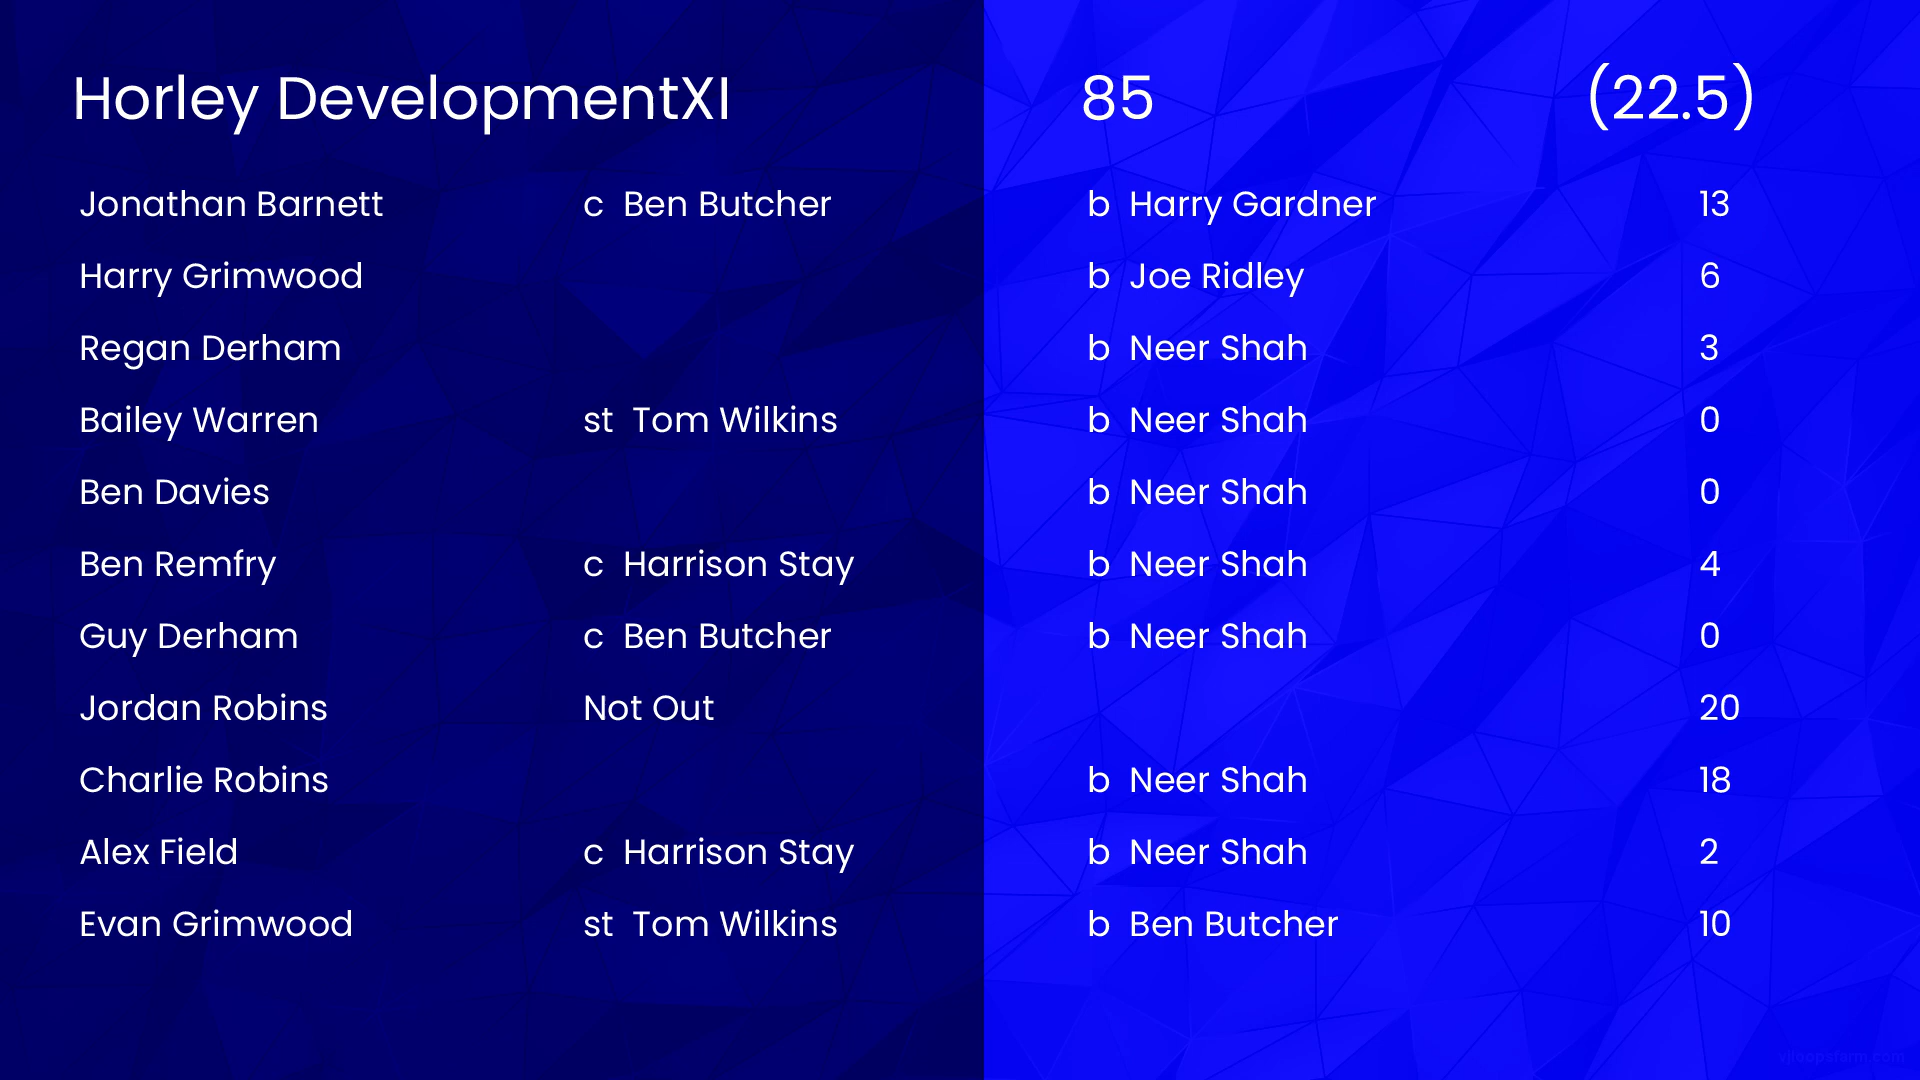 Horley DevelopmentXI 85 (22.5)
Jonathan Barnett c Ben Butcher b Harry Gardner 13
Harry Grimwood b Joe Ridley 6
Regan Derham b Neer Shah 3
Bailey Warren st Tom Wilkins b Neer Shah 0
Ben Davies b Neer Shah 0
Ben Remfry c Harrison Stay b Neer Shah 4
Guy Derham c Ben Butcher b Neer Shah 0
Jordan Robins Not Out 20
Charlie Robins b Neer Shah 18
Alex Field c Harrison Stay b Neer Shah 2
Evan Grimwood st Tom Wilkins b Ben Butcher 10
vjloopsfarm.com